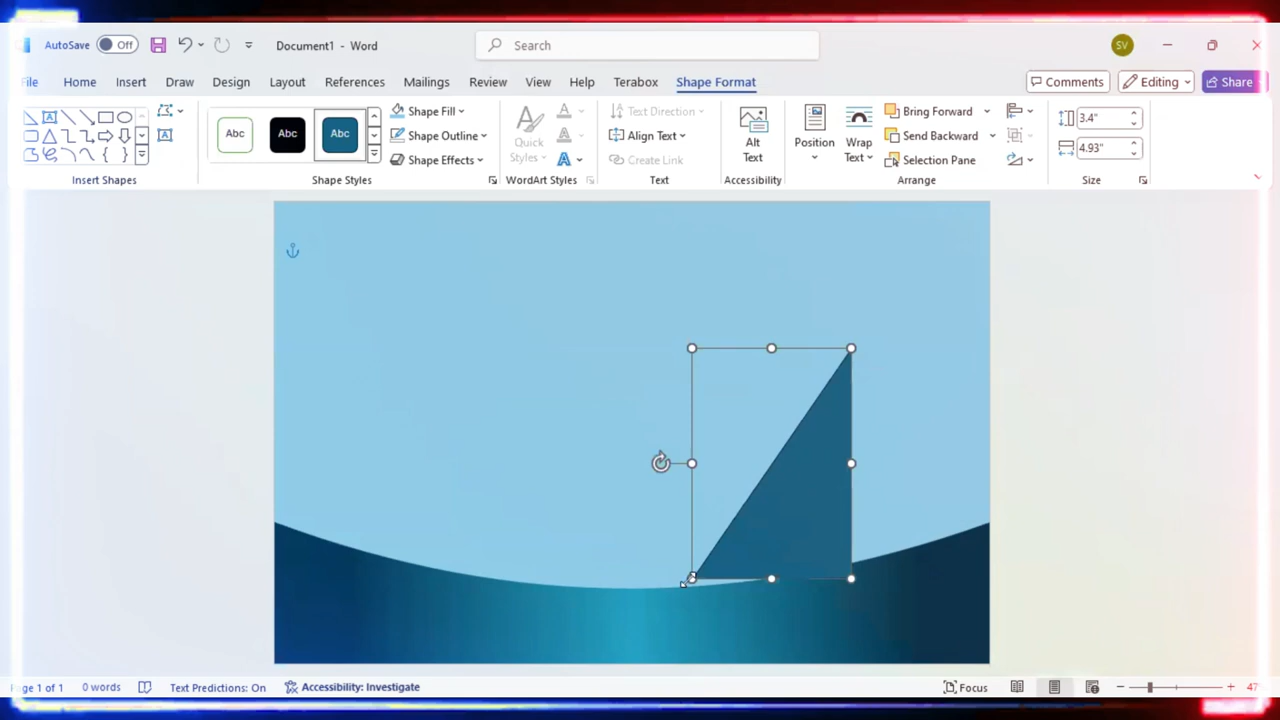 AutoSave Off Document1 - Word Search SV
File Home Insert Draw Design Layout References Mailings Review View Help Terabox Shape Format Comments Editing Share
Abc Abc Abc
Shape Fill
Shape Outline
Shape Effects
Quick
Styles
Text Direction
Align Text
Create Link
Alt
Text
Position
Wrap
Text
Bring Forward
Send Backward
Selection Pane
3.4"
4.93"
Insert Shapes Shape Styles WordArt Styles Text Accessibility Arrange Size
Page 1 of 1 0 words Text Predictions: On Accessibility: Investigate Focus 47